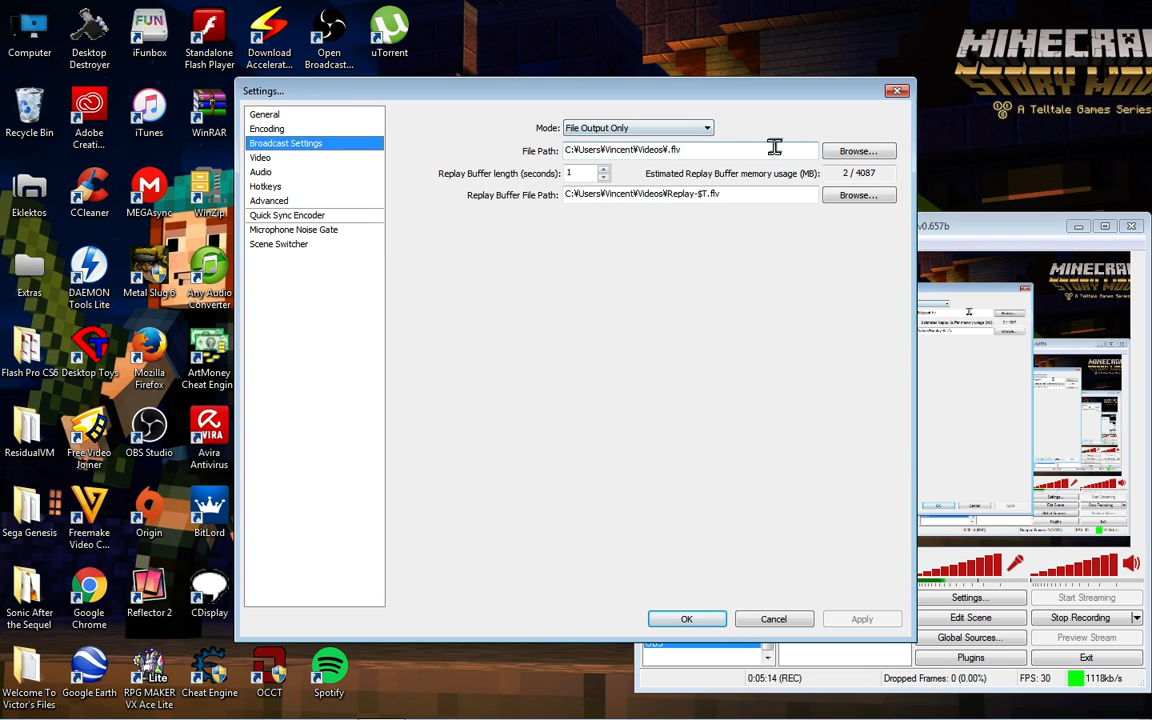 Computer
Desktop
Destroyer
iFunbox
Standalone
Flash Player
Download
Accelerat...
Open
Broadcast...
uTorrent
MINECRAF
STORY MOD
A Telltale Games Series
Recycle Bin
Adobe
Creati...
iTunes
WinRAR
Eklektos
CCleaner
MEGAsync
WinZip
Extras
DAEMON
Tools Lite
Metal Slug 6
Any Audio
Converter
Flash Pro CS6
Desktop Toys
Mozilla
Firefox
ArtMoney
Cheat Engin
ResidualVM
Free Video
Joiner
OBS Studio
Avira
Antivirus
Sega Genesis
Freemake
Video C...
Origin
BitLord
Sonic After
the Sequel
Google
Chrome
Reflector 2
CDisplay
Welcome To
Victor's Files
Google Earth
RPG MAKER
VX Ace Lite
Cheat Engine
OCCT
Spotify
Settings...
General
Encoding
Broadcast Settings
Video
Audio
Hotkeys
Advanced
Quick Sync Encoder
Microphone Noise Gate
Scene Switcher
Mode: File Output Only
File Path: C:¥Users¥Vincent¥Videos¥.flv Browse...
Replay Buffer length (seconds): 1 Estimated Replay Buffer memory usage (MB): 2 / 4087
Replay Buffer File Path: C:¥Users¥Vincent¥Videos¥Replay-$T.flv Browse...
OK Cancel Apply
v0.657b
MINECRAF
STORY MOD
A Telltale Games Series
Settings... Start Streaming
Edit Scene Stop Recording
Global Sources... Preview Stream
Plugins Exit
0:05:14 (REC) Dropped Frames: 0 (0.00%) FPS: 30 1118kb/s